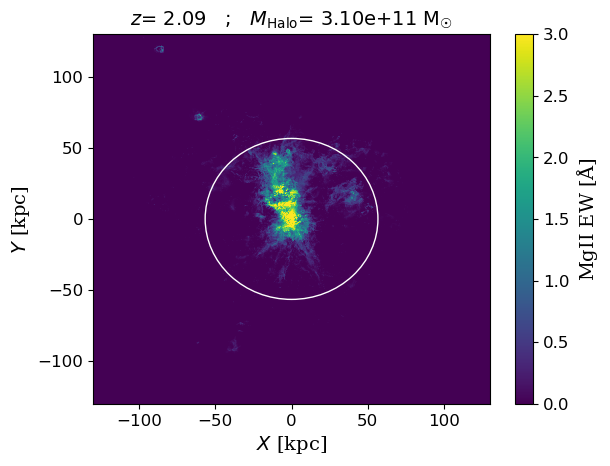 z= 2.09 ; M_Halo= 3.10e+11 M_☉
100
50
0
−50
−100
Y [kpc]
−100 −50 0 50 100
X [kpc]
3.0
2.5
2.0
1.5
1.0
0.5
0.0
MgII EW [Å]